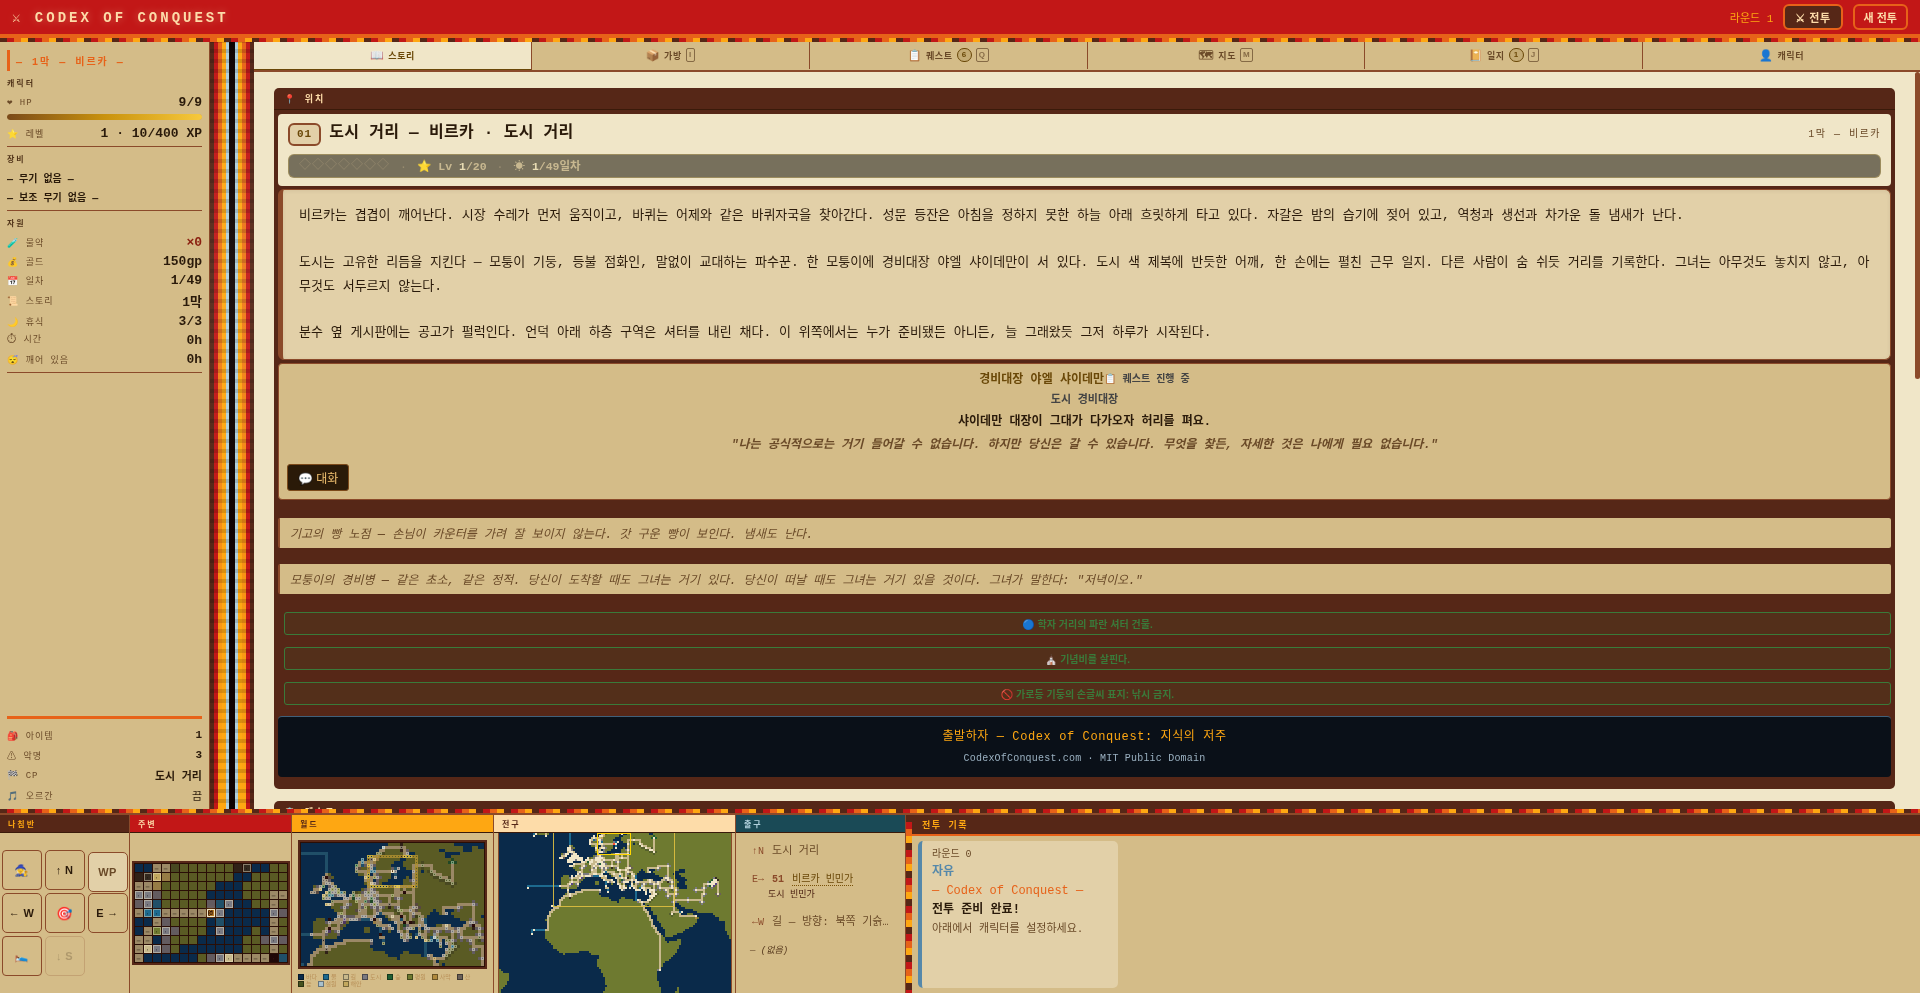 ⚔ CODEX OF CONQUEST
라운드 1
⚔ 전투
새 전투
— 1막 — 비르카 —
캐릭터
❤ HP 9/9
⭐ 레벨 1 · 10/400 XP
장비
— 무기 없음 —
— 보조 무기 없음 —
자원
🧪 물약 ×0
💰 골드 150gp
📅 일차 1/49
📜 스토리 1막
🌙 휴식 3/3
⏱ 시간 0h
😴 깨어 있음 0h
🎒 아이템 1
⚠ 악명 3
🏁 CP 도시 거리
🎵 오르간 끔
📖 스토리
📦 가방 I
📋 퀘스트 6 Q
🗺 지도 M
📔 일지 1 J
👤 캐릭터
📍 위치
01 도시 거리 — 비르카 · 도시 거리
1막 — 비르카
◇◇◇◇◇◇◇ · ⭐ Lv 1/20 · ☀ 1/49일차
비르카는 겹겹이 깨어난다. 시장 수레가 먼저 움직이고, 바퀴는 어제와 같은 바퀴자국을 찾아간다. 성문 등잔은 아침을 정하지 못한 하늘 아래 흐릿하게 타고 있다. 자갈은 밤의 습기에 젖어 있고, 역청과 생선과 차가운 돌 냄새가 난다.
도시는 고유한 리듬을 지킨다 — 모퉁이 기둥, 등불 점화인, 말없이 교대하는 파수꾼. 한 모퉁이에 경비대장 야엘 샤이데만이 서 있다. 도시 색 제복에 반듯한 어깨, 한 손에는 펼친 근무 일지. 다른 사람이 숨 쉬듯 거리를 기록한다. 그녀는 아무것도 놓치지 않고, 아
무것도 서두르지 않는다.
분수 옆 게시판에는 공고가 펄럭인다. 언덕 아래 하층 구역은 셔터를 내린 채다. 이 위쪽에서는 누가 준비됐든 아니든, 늘 그래왔듯 그저 하루가 시작된다.
경비대장 야엘 샤이데만📋 퀘스트 진행 중
도시 경비대장
샤이데만 대장이 그대가 다가오자 허리를 펴요.
"나는 공식적으로는 거기 들어갈 수 없습니다. 하지만 당신은 갈 수 있습니다. 무엇을 찾든, 자세한 것은 나에게 필요 없습니다."
💬 대화
기고의 빵 노점 — 손님이 카운터를 가려 잘 보이지 않는다. 갓 구운 빵이 보인다. 냄새도 난다.
모퉁이의 경비병 — 같은 초소, 같은 정적. 당신이 도착할 때도 그녀는 거기 있다. 당신이 떠날 때도 그녀는 거기 있을 것이다. 그녀가 말한다: "저녁이오."
🔵 학자 거리의 파란 셔터 건물.
⛪ 기념비를 살핀다.
🚫 가로등 기둥의 손글씨 표지: 낚시 금지.
출발하자 — Codex of Conquest: 지식의 저주
CodexOfConquest.com · MIT Public Domain
나침반
↑ N
WP
← W
E →
↓ S
주변
월드
전구
출구
↑N 도시 거리
E→ 51 비르카 빈민가
도시 빈민가
←W 길 — 방향: 북쪽 기슭…
— (없음)
전투 기록
라운드 0
자유
— Codex of Conquest —
전투 준비 완료!
아래에서 캐릭터를 설정하세요.